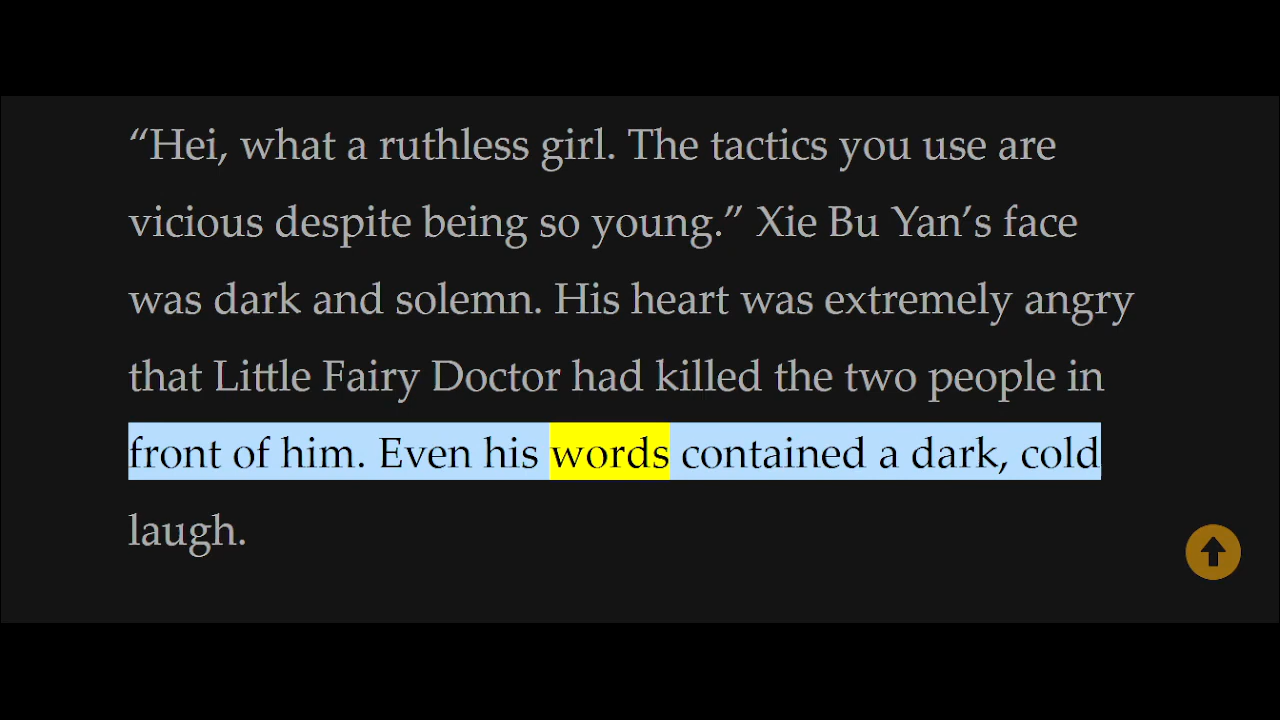 “Hei, what a ruthless girl. The tactics you use are
vicious despite being so young.” Xie Bu Yan’s face
was dark and solemn. His heart was extremely angry
that Little Fairy Doctor had killed the two people in
front of him. Even his words contained a dark, cold
laugh.